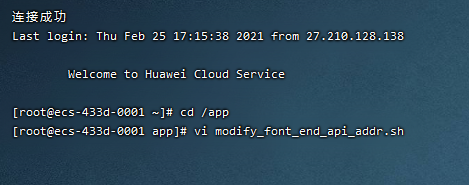 连接成功
Last login: Thu Feb 25 17:15:38 2021 from 27.210.128.138
Welcome to Huawei Cloud Service
[root@ecs-433d-0001 ~]# cd /app
[root@ecs-433d-0001 app]# vi modify_font_end_api_addr.sh